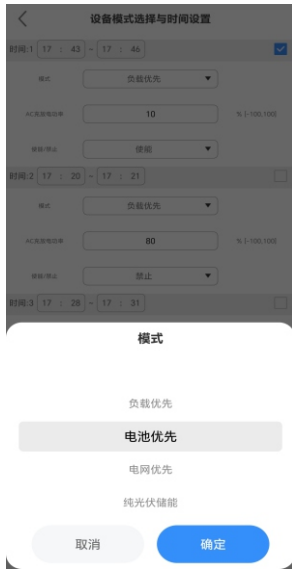 设备模式选择与时间设置
时间:1 17 : 43 ~ 17 : 46
模式 负载优先
AC充放电功率 10 % [-100,100]
使能/禁止 使能
时间:2 17 : 20 ~ 17 : 21
模式 负载优先
AC充放电功率 80 % [-100,100]
使能/禁止 禁止
时间:3 17 : 28 ~ 17 : 31
模式
负载优先
电池优先
电网优先
纯光伏储能
取消 确定